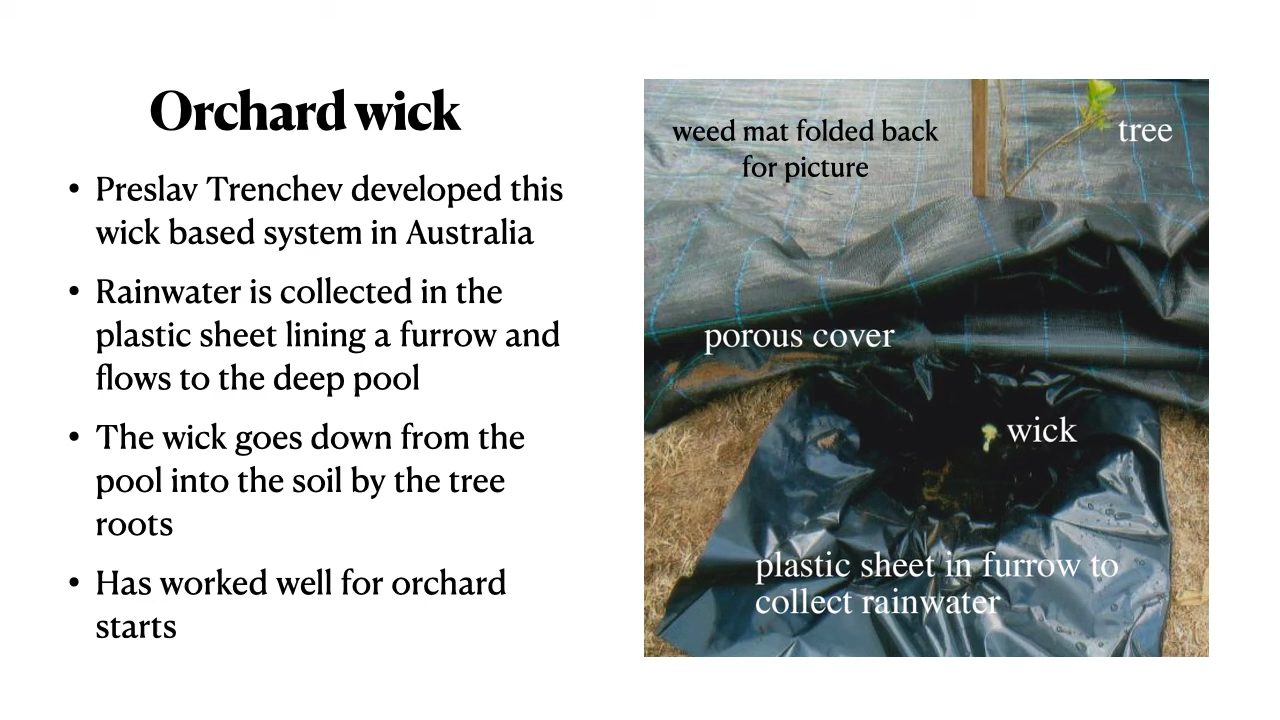 Orchard wick
• Preslav Trenchev developed this
wick based system in Australia
• Rainwater is collected in the
plastic sheet lining a furrow and
flows to the deep pool
• The wick goes down from the
pool into the soil by the tree
roots
• Has worked well for orchard
starts
weed mat folded back
for picture
tree
porous cover
wick
plastic sheet in furrow to
collect rainwater